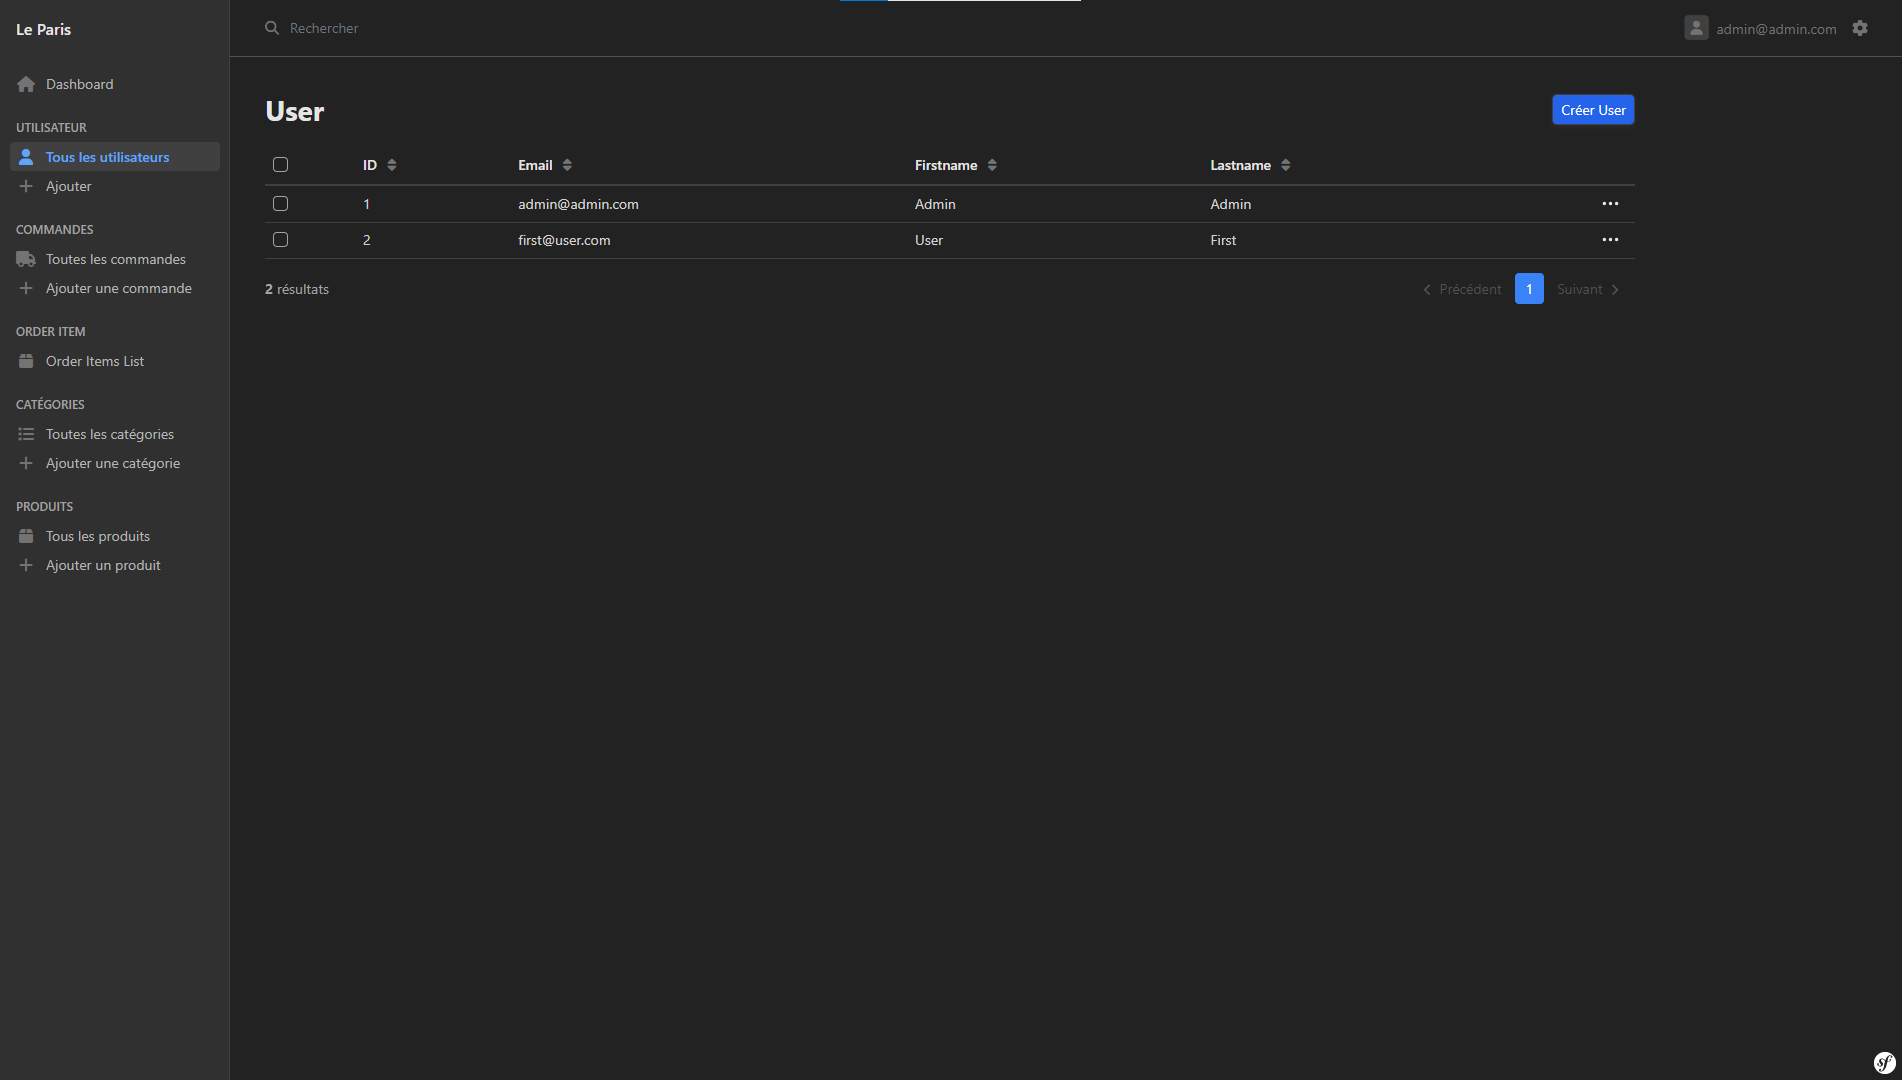 Le Paris
Rechercher
admin@admin.com
Dashboard
UTILISATEUR
Tous les utilisateurs
Ajouter
COMMANDES
Toutes les commandes
Ajouter une commande
ORDER ITEM
Order Items List
CATÉGORIES
Toutes les catégories
Ajouter une catégorie
PRODUITS
Tous les produits
Ajouter un produit
User
Créer User
ID Email Firstname Lastname
1 admin@admin.com Admin Admin
2 first@user.com User First
2 résultats
Précédent 1 Suivant
sf